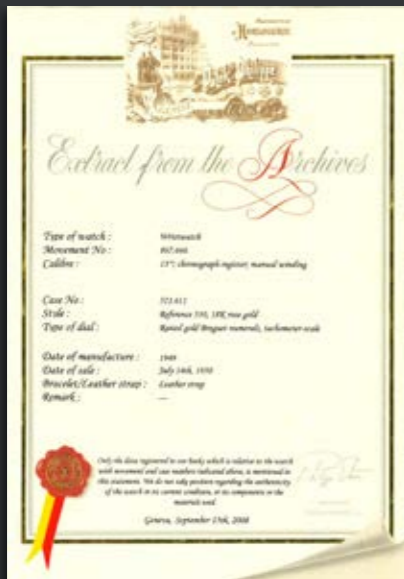 Extract from the Archives
Type of watch : Wristwatch
Movement No :
Calibre : 13''' chronograph register, manual winding
Case No :
Style : Reference 530, 18K rose gold
Type of dial : Raised gold Breguet numerals, tachometer scale
Date of manufacture : 1949
Date of sale : July 14th, 1950
Bracelet/Leather strap : Leather strap
Remark : —
Only the data registered in our books which is relative to the watch
with movement and case numbers indicated above, is mentioned in
this statement. We do not take position regarding the authenticity
of the watch in its current condition, or its components or the
materials used.
Geneva, September 15th, 2008